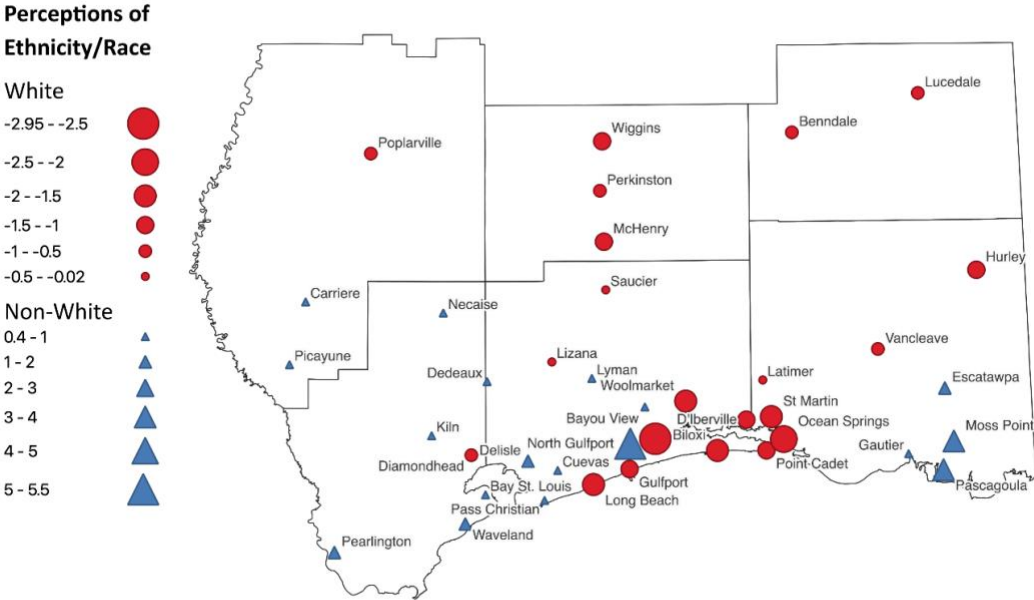 Perceptions of
Ethnicity/Race
White
-2.95 - -2.5
-2.5 - -2
-2 - -1.5
-1.5 - -1
-1 - -0.5
-0.5 - -0.02
Non-White
0.4 - 1
1 - 2
2 - 3
3 - 4
4 - 5
5 - 5.5
Lucedale
Benndale
Wiggins
Poplarville
Perkinston
McHenry
Hurley
Saucier
Carriere
Necaise
Vancleave
Picayune
Lizana
Lyman
Dedeaux
Latimer
Escatawpa
Woolmarket
St Martin
Bayou View
D'Iberville
Ocean Springs
Moss Point
Kiln
Biloxi
North Gulfport
Gautier
Delisle
Diamondhead
Cuevas
Point-Cadet
Gulfport
Pascagoula
Bay St. Louis
Long Beach
Pass Christian
Waveland
Pearlington